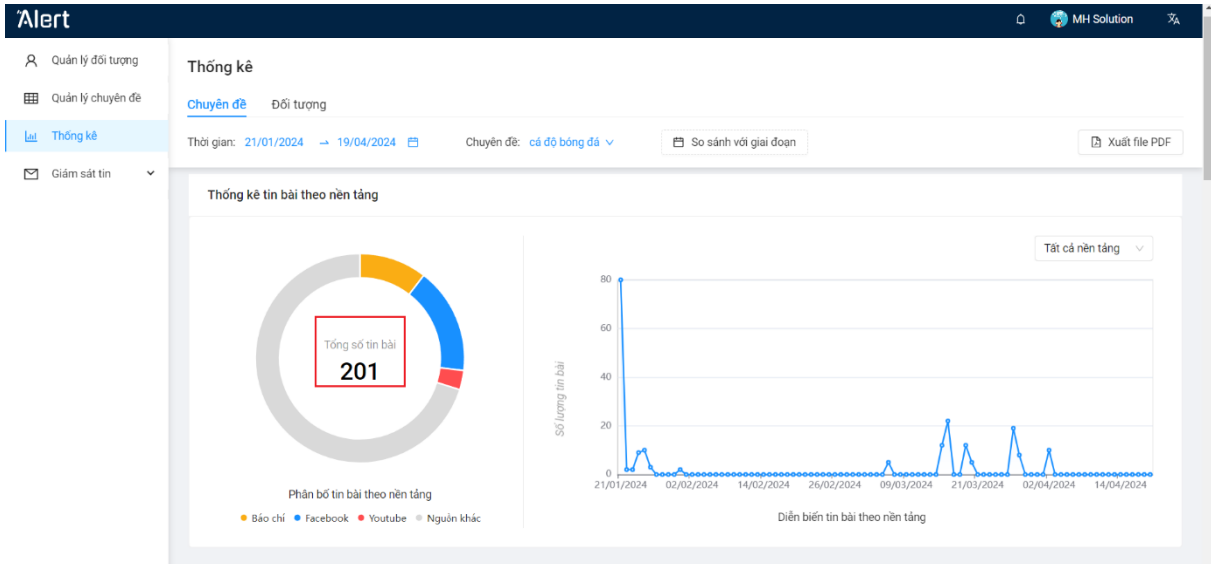 Alert
MH Solution
Quản lý đối tượng
Quản lý chuyên đề
Thống kê
Giám sát tin
Thống kê
Chuyên đề Đối tượng
Thời gian: 21/01/2024 → 19/04/2024 Chuyên đề: cá độ bóng đá So sánh với giai đoạn Xuất file PDF
Thống kê tin bài theo nền tảng
Tổng số tin bài
201
Phân bố tin bài theo nền tảng
Báo chí Facebook Youtube Nguồn khác
Tất cả nền tảng
Số lượng tin bài
80
60
40
20
0
21/01/2024 02/02/2024 14/02/2024 26/02/2024 09/03/2024 21/03/2024 02/04/2024 14/04/2024
Diễn biến tin bài theo nền tảng